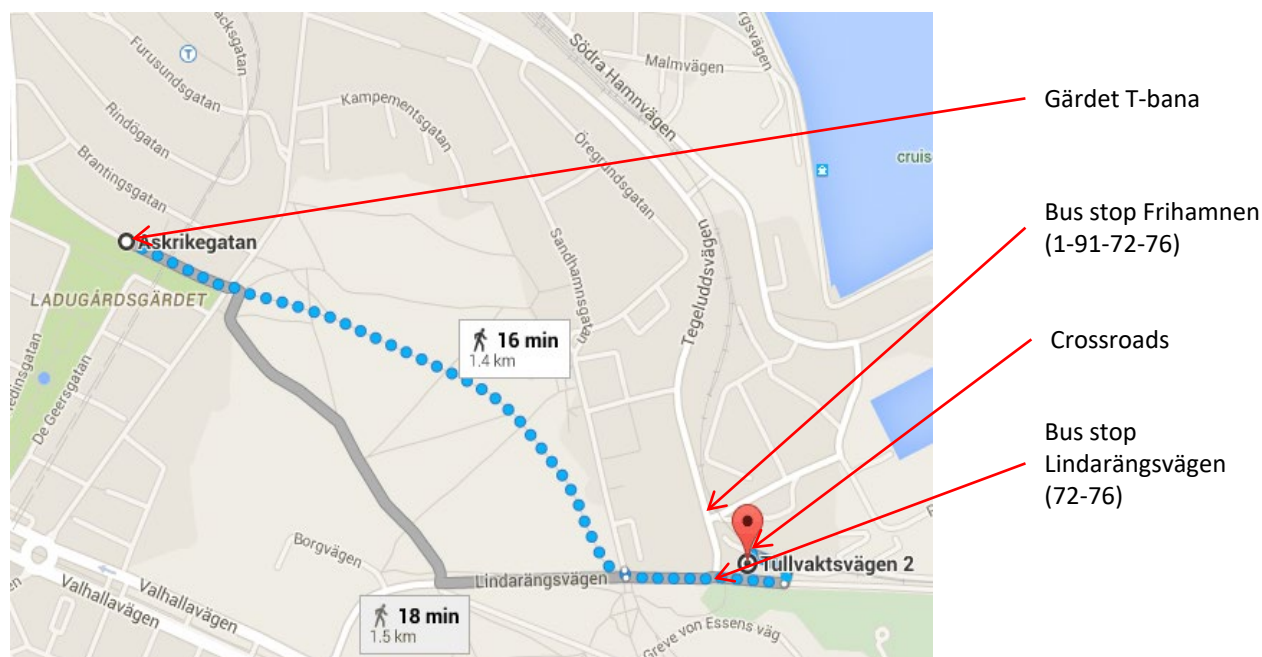 Furusundsgatan
Rindögatan
Brantingsgatan
T
Kampementsgatan
Södra Hamnvägen
Malmvägen
Öregrundsgatan
Sandhamnsgatan
Tegeluddsvägen
cruis
Askrikegatan
LADUGÅRDSGÄRDET
De Geersgatan
16 min
1.4 km
Borgvägen
Lindarängsvägen
Tullvaktsvägen 2
Valhallavägen
Valhallavägen
18 min
1.5 km
Greve von Essens väg
Gärdet T-bana
Bus stop Frihamnen
(1-91-72-76)
Crossroads
Bus stop
Lindarängsvägen
(72-76)